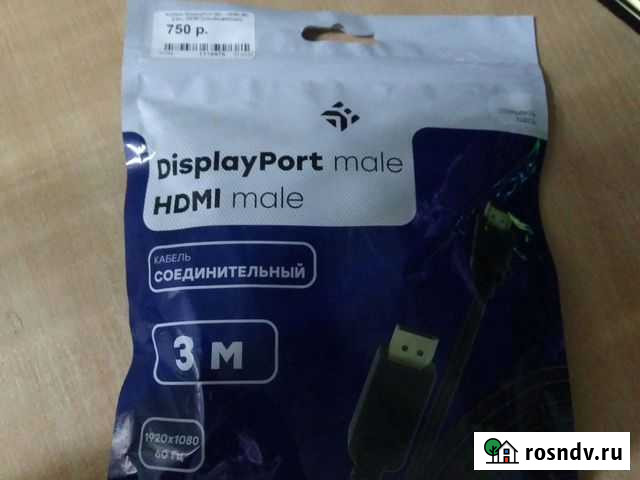 750 р.
DisplayPort male
HDMI male
КАБЕЛЬ
СОЕДИНИТЕЛЬНЫЙ
3 м
1920x1080
60 Гц
rosndv.ru